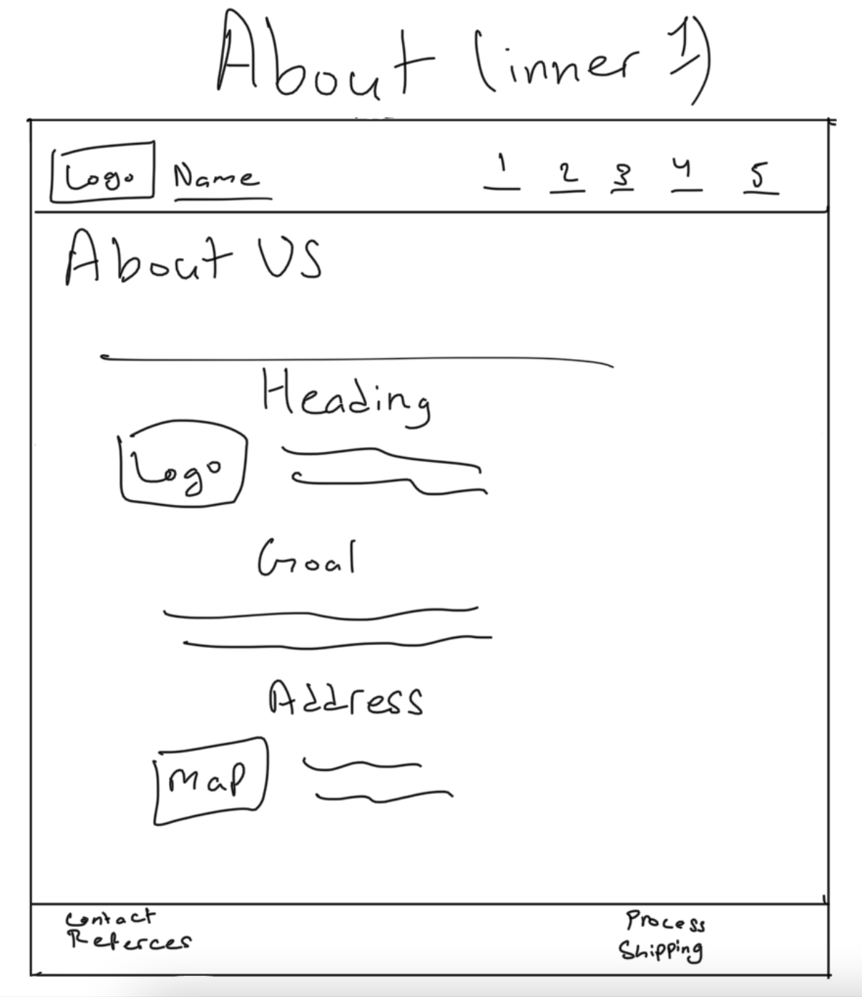 About (inner 1)
Logo Name 1 2 3 4 5
About US
Heading
Logo
Goal
Address
Map
Contact
Referces
Process
Shipping